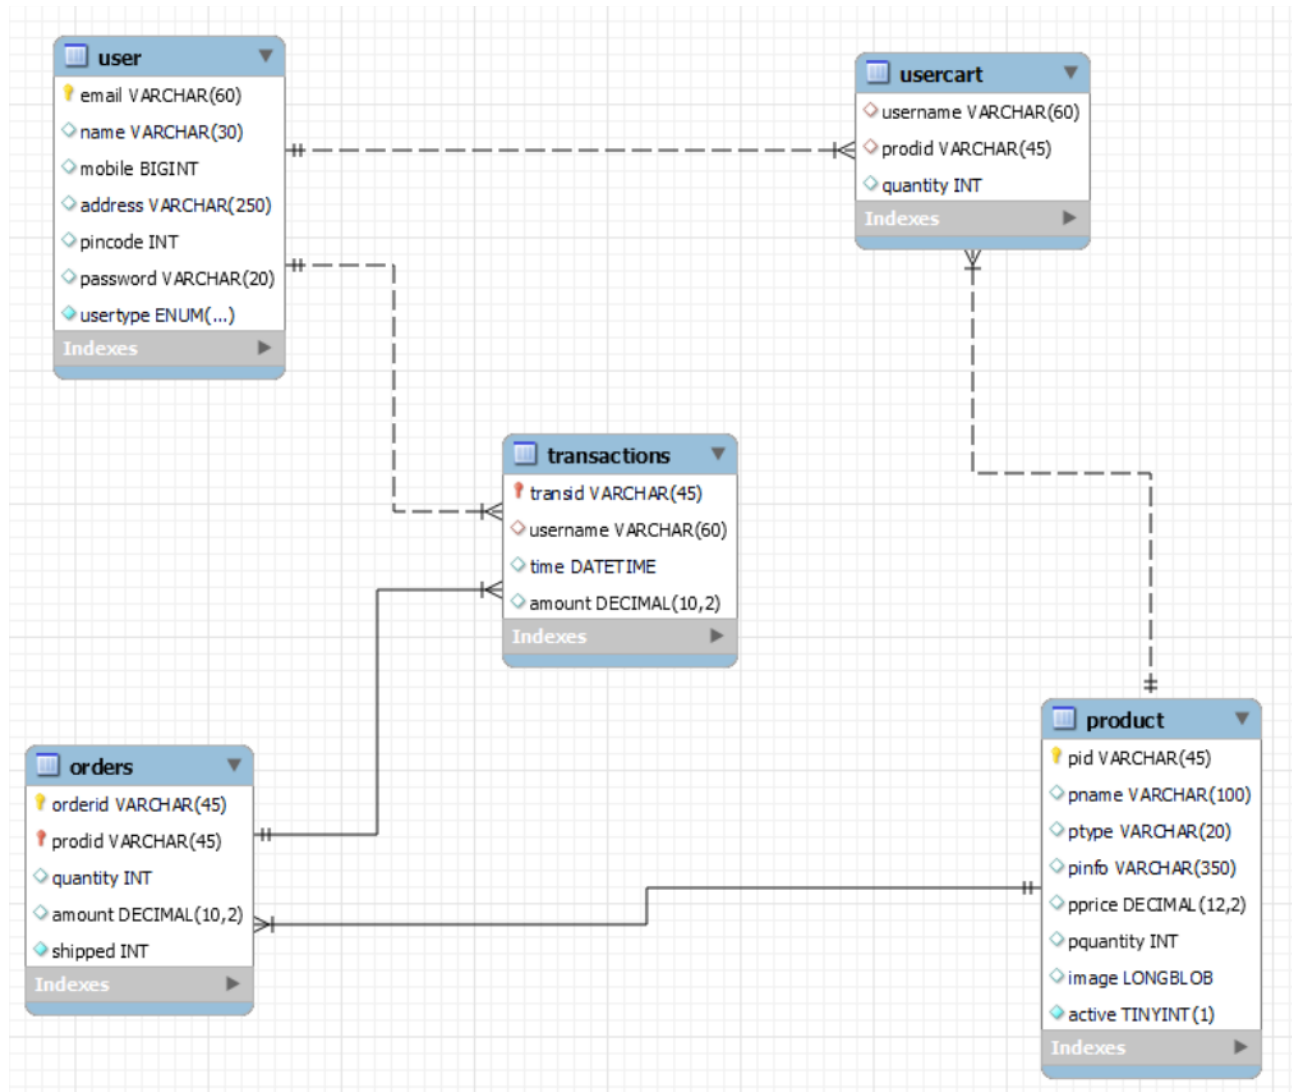 user
email VARCHAR(60)
name VARCHAR(30)
mobile BIGINT
address VARCHAR(250)
pincode INT
password VARCHAR(20)
usertype ENUM(...)
Indexes
usercart
username VARCHAR(60)
prodid VARCHAR(45)
quantity INT
Indexes
transactions
transid VARCHAR(45)
username VARCHAR(60)
time DATETIME
amount DECIMAL(10,2)
Indexes
orders
orderid VARCHAR(45)
prodid VARCHAR(45)
quantity INT
amount DECIMAL(10,2)
shipped INT
Indexes
product
pid VARCHAR(45)
pname VARCHAR(100)
ptype VARCHAR(20)
pinfo VARCHAR(350)
pprice DECIMAL(12,2)
pquantity INT
image LONGBLOB
active TINYINT(1)
Indexes